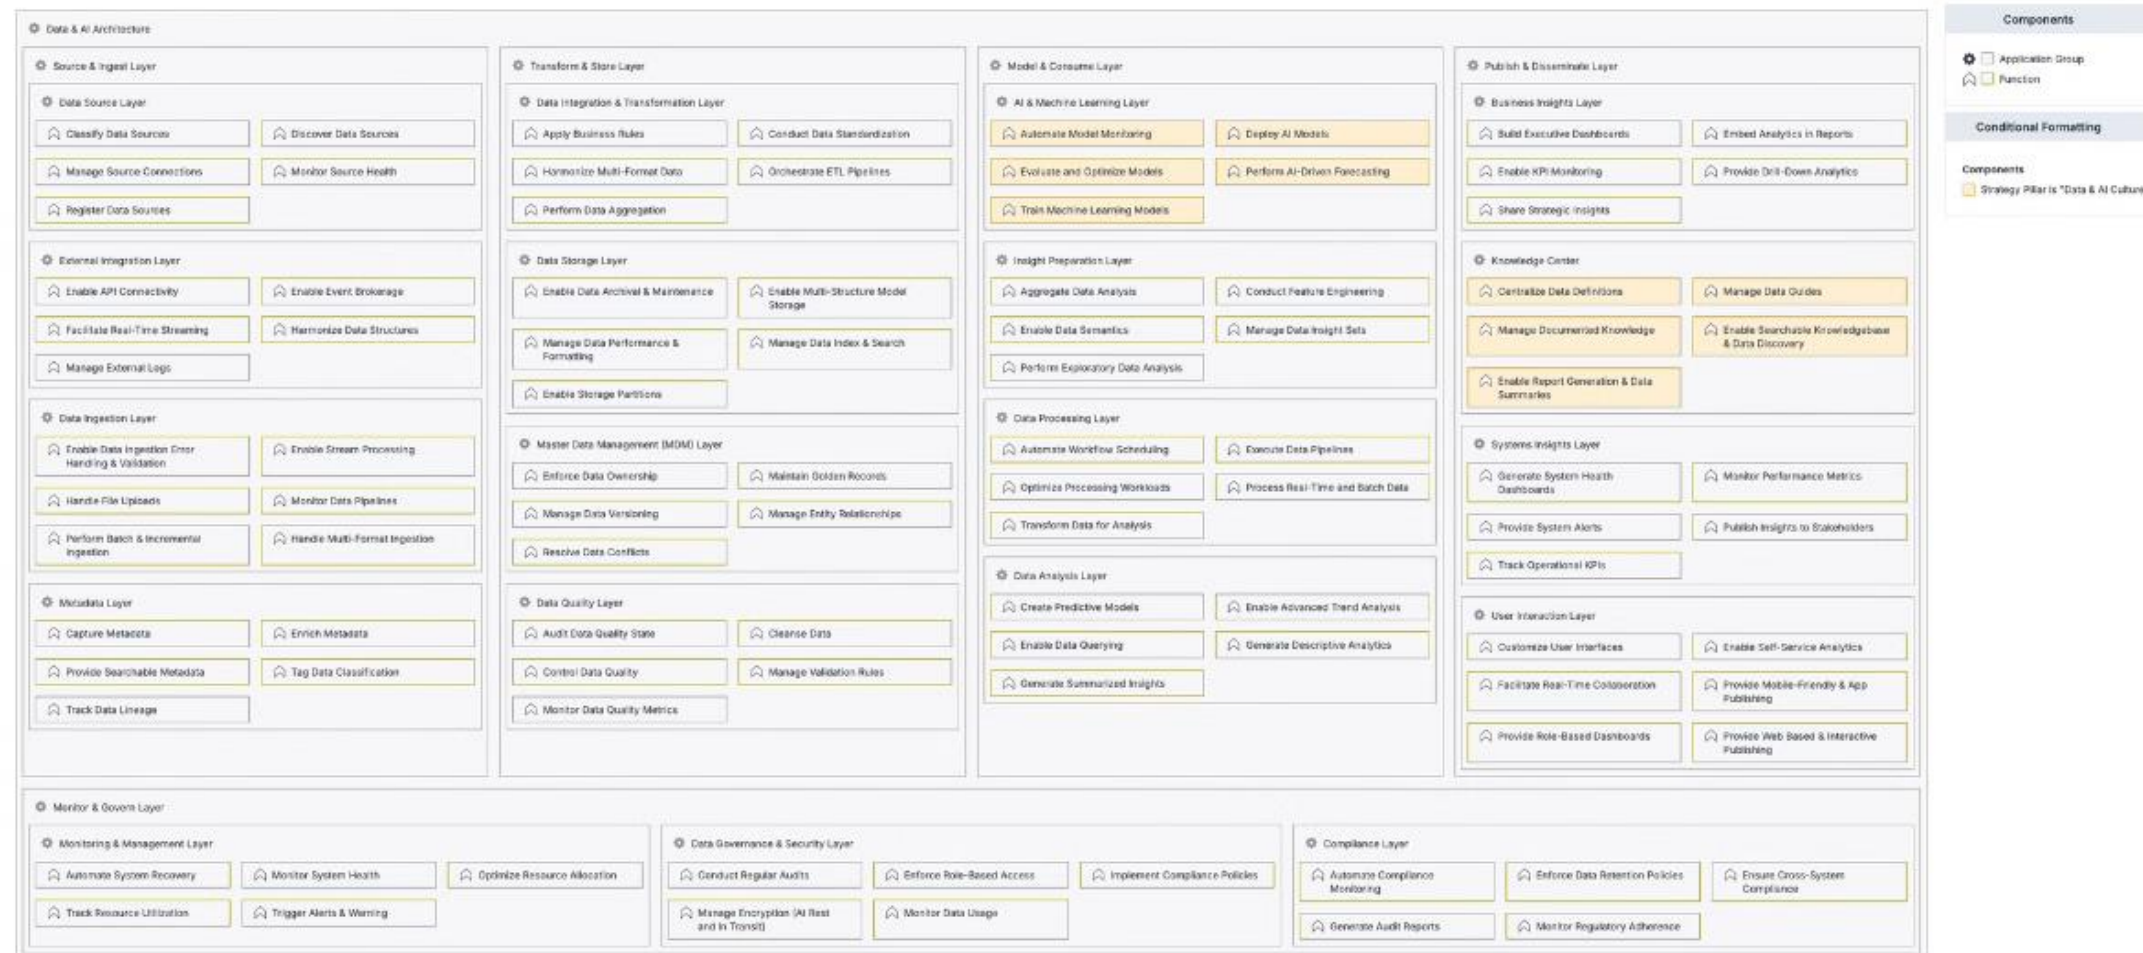 Data & AI Architecture
Source & Ingest Layer
Data Source Layer
Classify Data Sources
Discover Data Sources
Manage Source Connections
Monitor Source Health
Register Data Sources
External Integration Layer
Enable API Connectivity
Enable Event Brokerage
Facilitate Real-Time Streaming
Harmonize Data Structures
Manage External Logs
Data Ingestion Layer
Enable Data Ingestion Error
Handling & Validation
Enable Stream Processing
Handle File Uploads
Monitor Data Pipelines
Perform Batch & Incremental
Ingestion
Handle Multi-Format Ingestion
Metadata Layer
Capture Metadata
Enrich Metadata
Provide Searchable Metadata
Tag Data Classification
Track Data Lineage
Transform & Store Layer
Data Integration & Transformation Layer
Apply Business Rules
Conduct Data Standardization
Harmonize Multi-Format Data
Orchestrate ETL Pipelines
Perform Data Aggregation
Data Storage Layer
Enable Data Archival & Maintenance
Enable Multi-Structure Model
Storage
Manage Data Performance &
Formatting
Manage Data Index & Search
Enable Storage Partitions
Master Data Management (MDM) Layer
Enforce Data Ownership
Maintain Golden Records
Manage Data Versioning
Manage Entity Relationships
Resolve Data Conflicts
Data Quality Layer
Audit Data Quality State
Cleanse Data
Control Data Quality
Manage Validation Rules
Monitor Data Quality Metrics
Model & Consume Layer
AI & Machine Learning Layer
Automate Model Monitoring
Deploy AI Models
Evaluate and Optimize Models
Perform AI-Driven Forecasting
Train Machine Learning Models
Insight Preparation Layer
Aggregate Data Analysis
Conduct Feature Engineering
Enable Data Semantics
Manage Data Insight Sets
Perform Exploratory Data Analysis
Data Processing Layer
Automate Workflow Scheduling
Execute Data Pipelines
Optimize Processing Workloads
Process Real-Time and Batch Data
Transform Data for Analysis
Data Analysis Layer
Create Predictive Models
Enable Advanced Trend Analysis
Enable Data Querying
Generate Descriptive Analytics
Generate Summarized Insights
Publish & Disseminate Layer
Business Insights Layer
Build Executive Dashboards
Embed Analytics in Reports
Enable KPI Monitoring
Provide Drill-Down Analytics
Share Strategic Insights
Knowledge Center
Centralize Data Definitions
Manage Data Guides
Manage Documented Knowledge
Enable Searchable Knowledgebase
& Data Discovery
Enable Report Generation & Data
Summaries
Systems Insights Layer
Generate System Health
Dashboards
Monitor Performance Metrics
Provide System Alerts
Publish Insights to Stakeholders
Track Operational KPIs
User Interaction Layer
Customize User Interfaces
Enable Self-Service Analytics
Facilitate Real-Time Collaboration
Provide Mobile-Friendly & App
Publishing
Provide Role-Based Dashboards
Provide Web Based & Interactive
Publishing
Monitor & Govern Layer
Monitoring & Management Layer
Automate System Recovery
Monitor System Health
Optimize Resource Allocation
Track Resource Utilization
Trigger Alerts & Warning
Data Governance & Security Layer
Conduct Regular Audits
Enforce Role-Based Access
Implement Compliance Policies
Manage Encryption (At Rest
and In Transit)
Monitor Data Usage
Compliance Layer
Automate Compliance
Monitoring
Enforce Data Retention Policies
Ensure Cross-System
Compliance
Generate Audit Reports
Monitor Regulatory Adherence
Components
Application Group
Function
Conditional Formatting
Components
Strategy Pillar is "Data & AI Culture